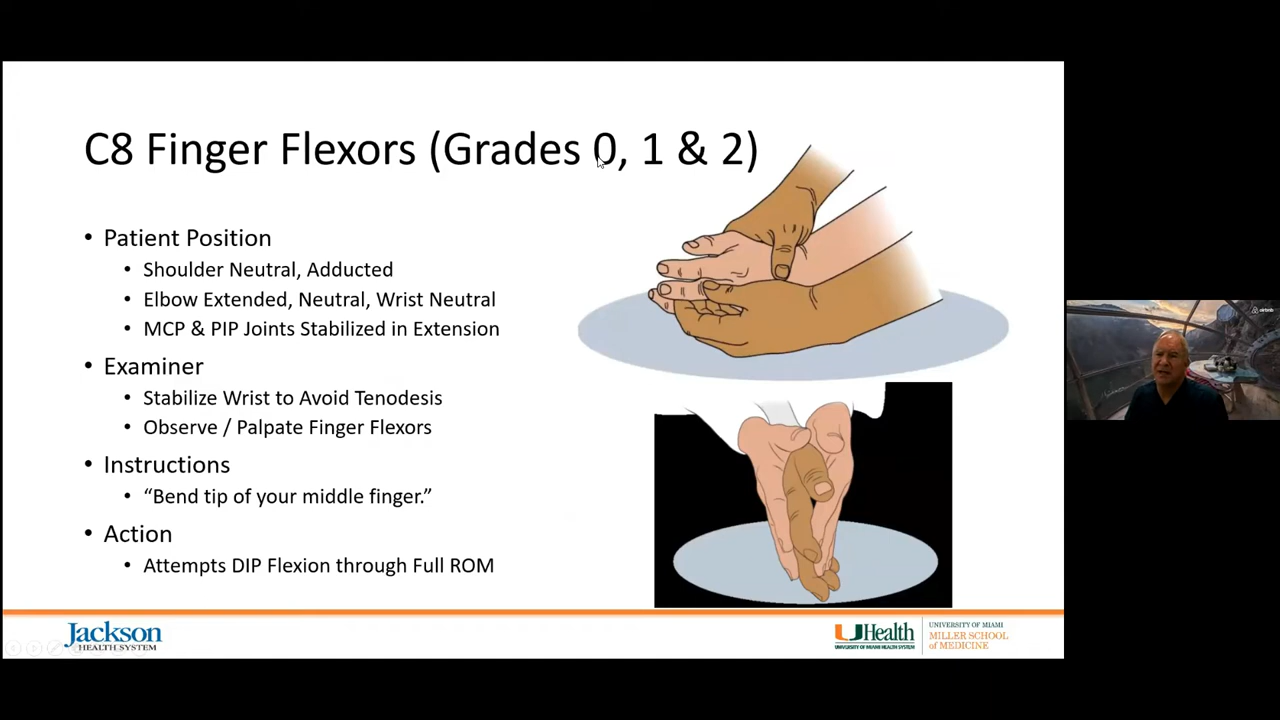 C8 Finger Flexors (Grades 0, 1 & 2)
• Patient Position
• Shoulder Neutral, Adducted
• Elbow Extended, Neutral, Wrist Neutral
• MCP & PIP Joints Stabilized in Extension
• Examiner
• Stabilize Wrist to Avoid Tenodesis
• Observe / Palpate Finger Flexors
• Instructions
• “Bend tip of your middle finger.”
• Action
• Attempts DIP Flexion through Full ROM
airbnb
Jackson
HEALTH SYSTEM
UHealth
UNIVERSITY OF MIAMI HEALTH SYSTEM
UNIVERSITY OF MIAMI
MILLER SCHOOL
of MEDICINE